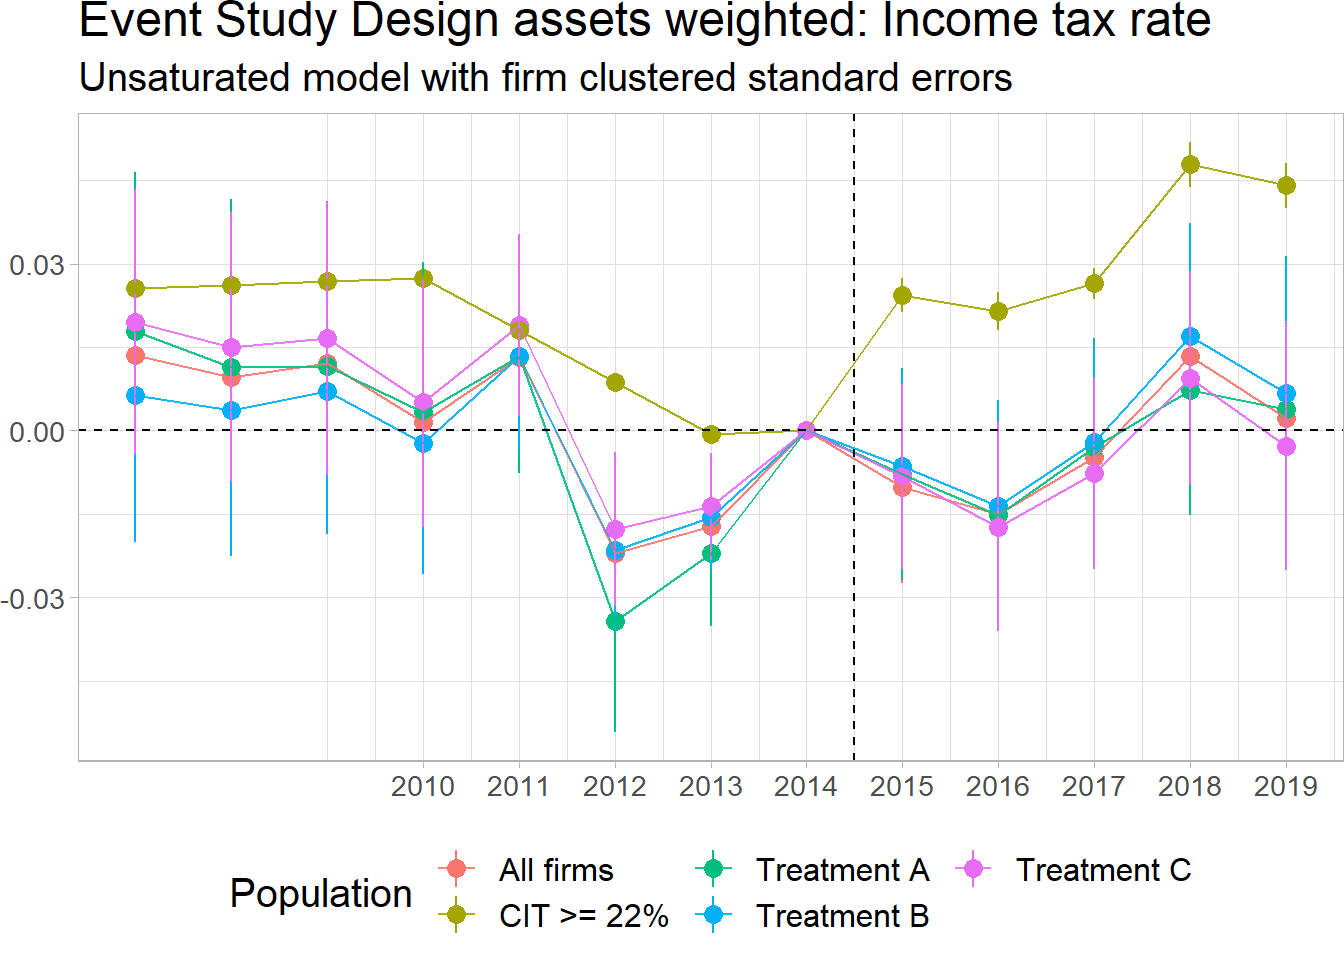 Event Study Design assets weighted: Income tax rate
Unsaturated model with firm clustered standard errors
0.03
0.00
-0.03
2010 2011 2012 2013 2014 2015 2016 2017 2018 2019
Population
All firms Treatment A Treatment C
CIT >= 22% Treatment B